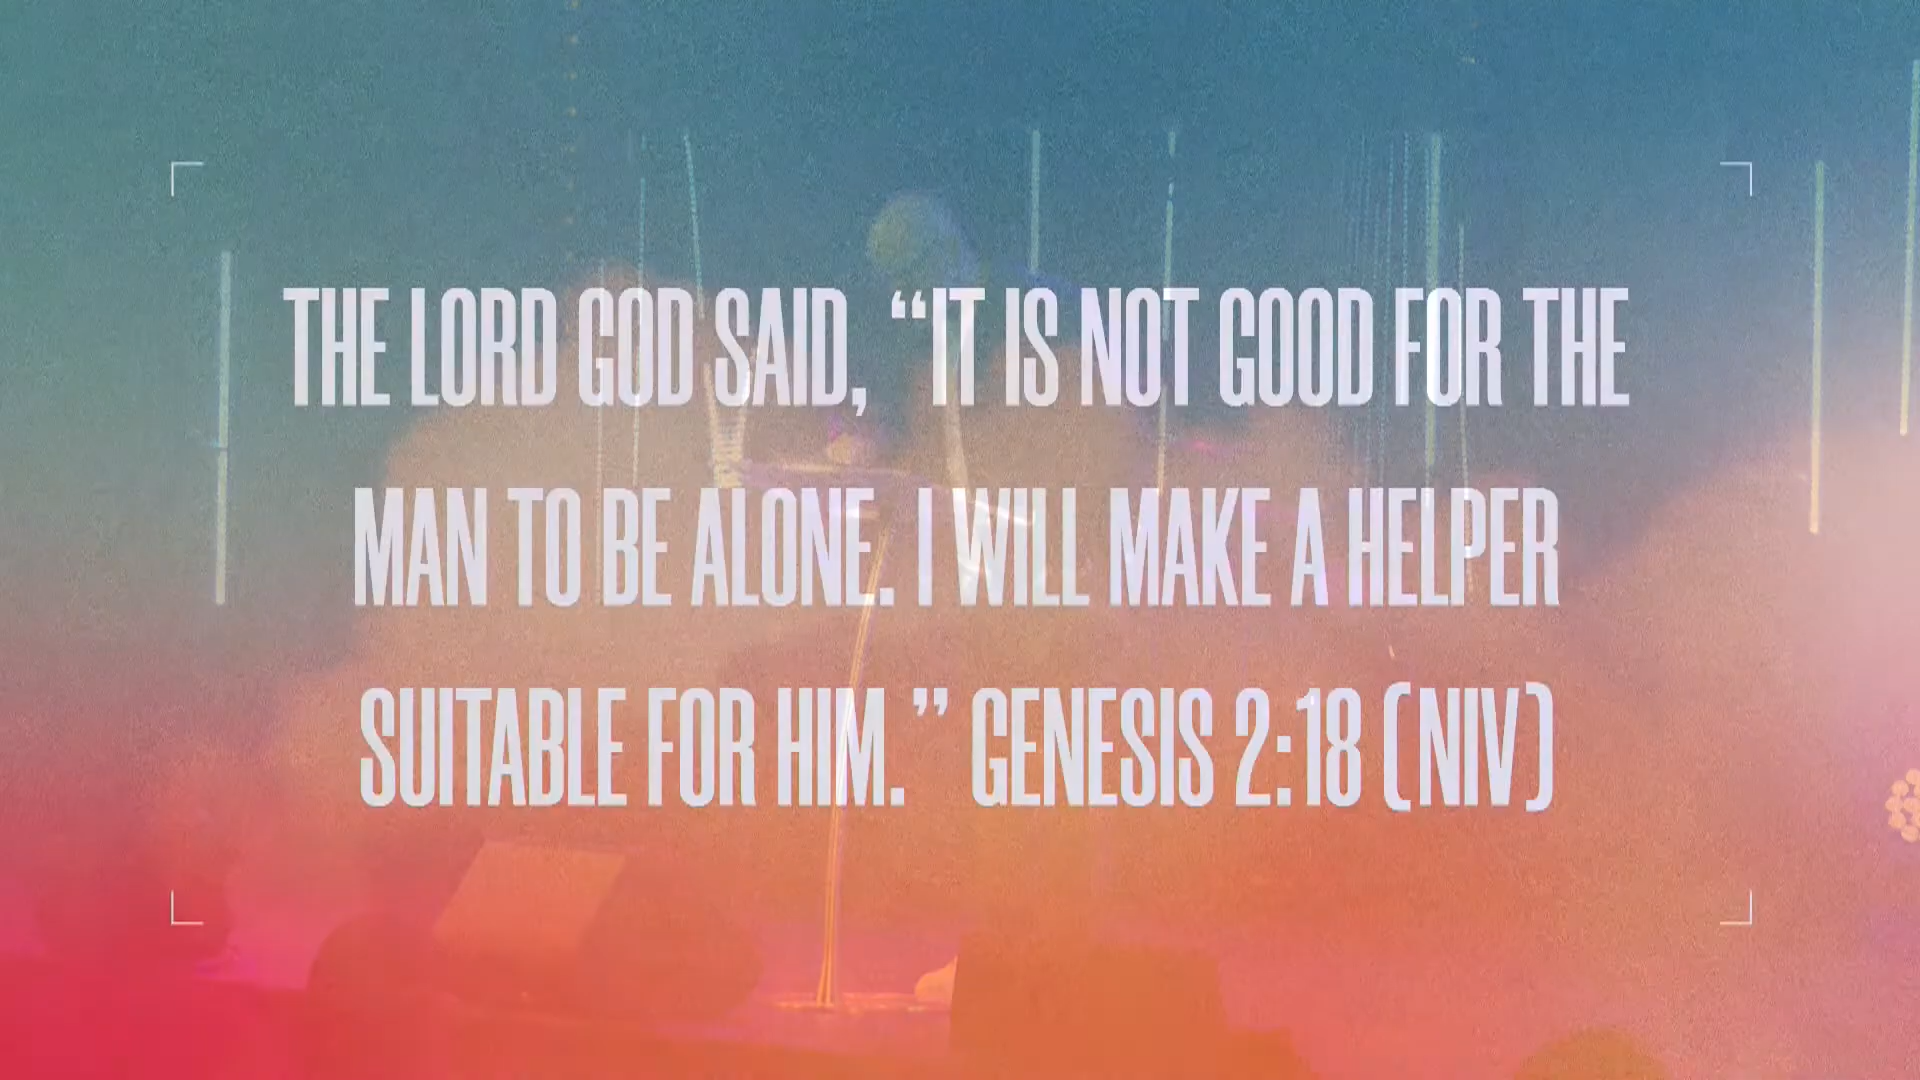 THE LORD GOD SAID, “IT IS NOT GOOD FOR THE
MAN TO BE ALONE. I WILL MAKE A HELPER
SUITABLE FOR HIM.” GENESIS 2:18 (NIV)